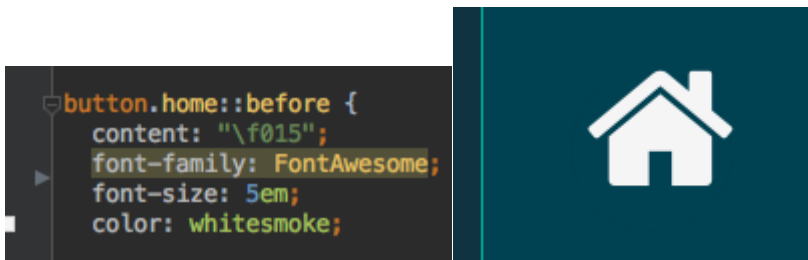 button.home::before {
content: "\f015";
font-family: FontAwesome;
font-size: 5em;
color: whitesmoke;